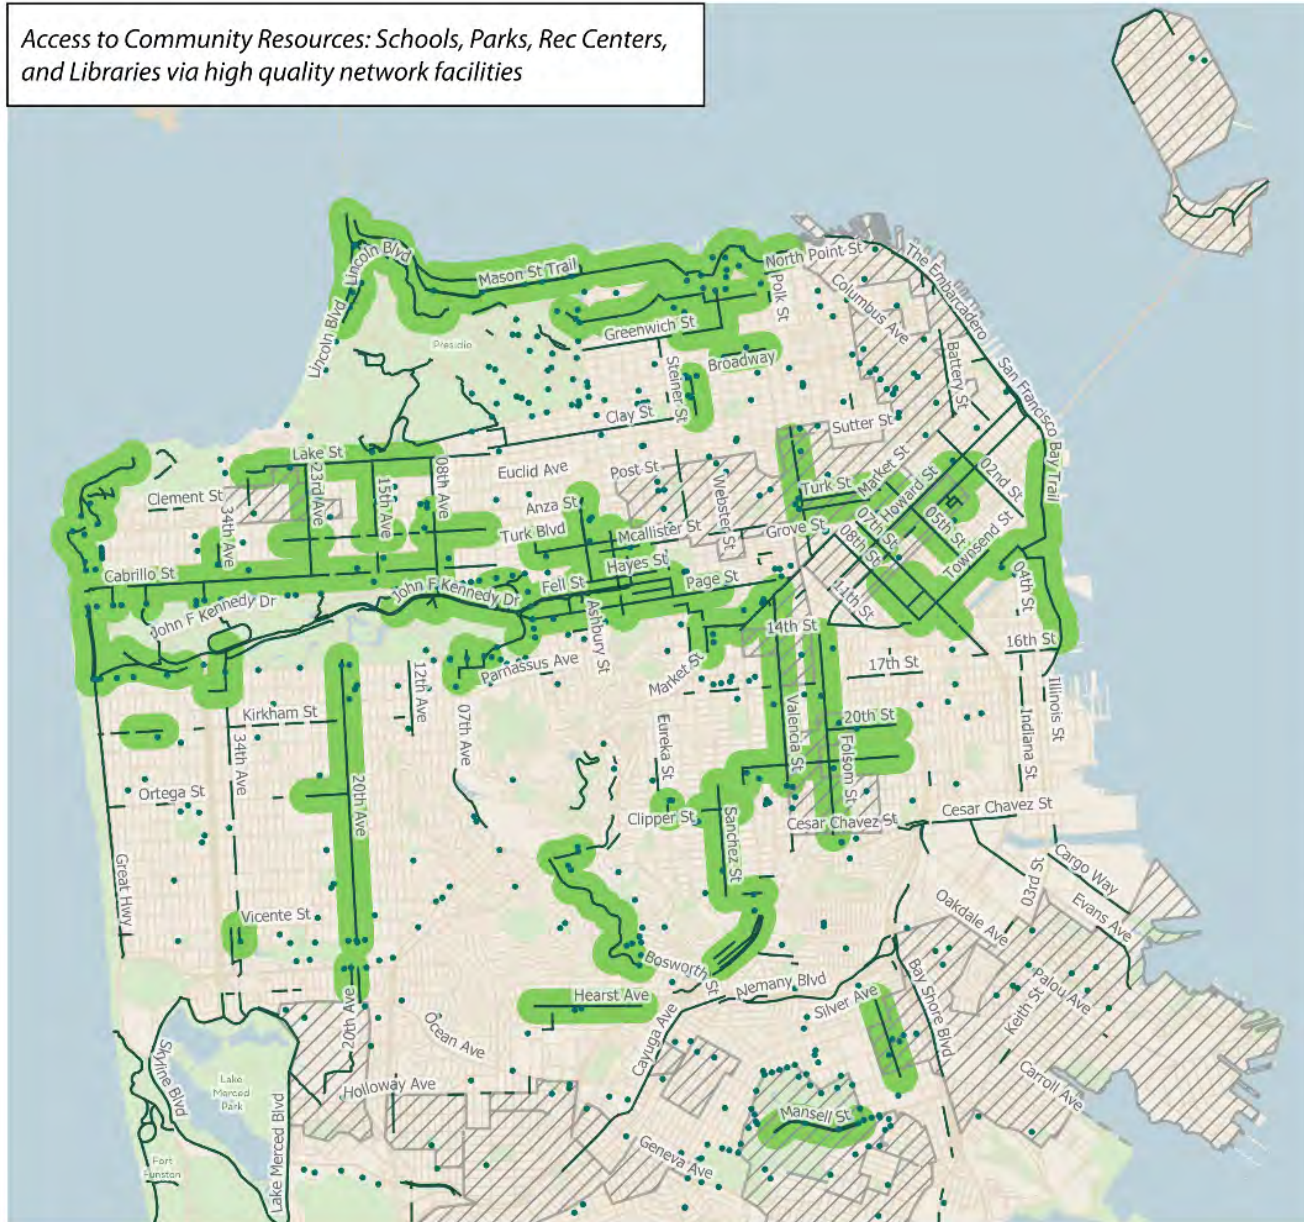 Access to Community Resources: Schools, Parks, Rec Centers,
and Libraries via high quality network facilities
Lincoln Blvd
Lincoln Blvd
Mason St Trail
North Point St
The Embarcadero
Polk St
Columbus Ave
Greenwich St
Presidio
Broadway
Steiner St
Battery St
San Francisco Bay Trail
Clay St
Sutter St
Lake St
Euclid Ave
Post St
Market St
Clement St
23rd Ave
15th Ave
08th Ave
Webster St
Turk St
Howard St
02nd St
34th Ave
Anza St
Turk Blvd
Mcallister St
Grove St
07th St
05th St
08th St
Townsend St
Cabrillo St
Hayes St
Fell St
Page St
John F Kennedy Dr
John F Kennedy Dr
11th St
04th St
Ashbury St
14th St
16th St
Parnassus Ave
Market St
17th St
12th Ave
Kirkham St
07th Ave
Eureka St
Valencia St
20th St
Folsom St
Indiana St
Illinois St
34th Ave
Ortega St
20th Ave
Clipper St
Sanchez St
Cesar Chavez St
Cesar Chavez St
Great Hwy
Cargo Way
03rd St
Evans Ave
Vicente St
Oakdale Ave
Bosworth St
Alemany Blvd
Bay Shore Blvd
Palou Ave
Hearst Ave
Silver Ave
Keith St
20th Ave
Ocean Ave
Cayuga Ave
Skyline Blvd
Lake
Merced
Park
Holloway Ave
Carroll Ave
Lake Merced Blvd
Mansell St
Geneva Ave
Fort
Funston